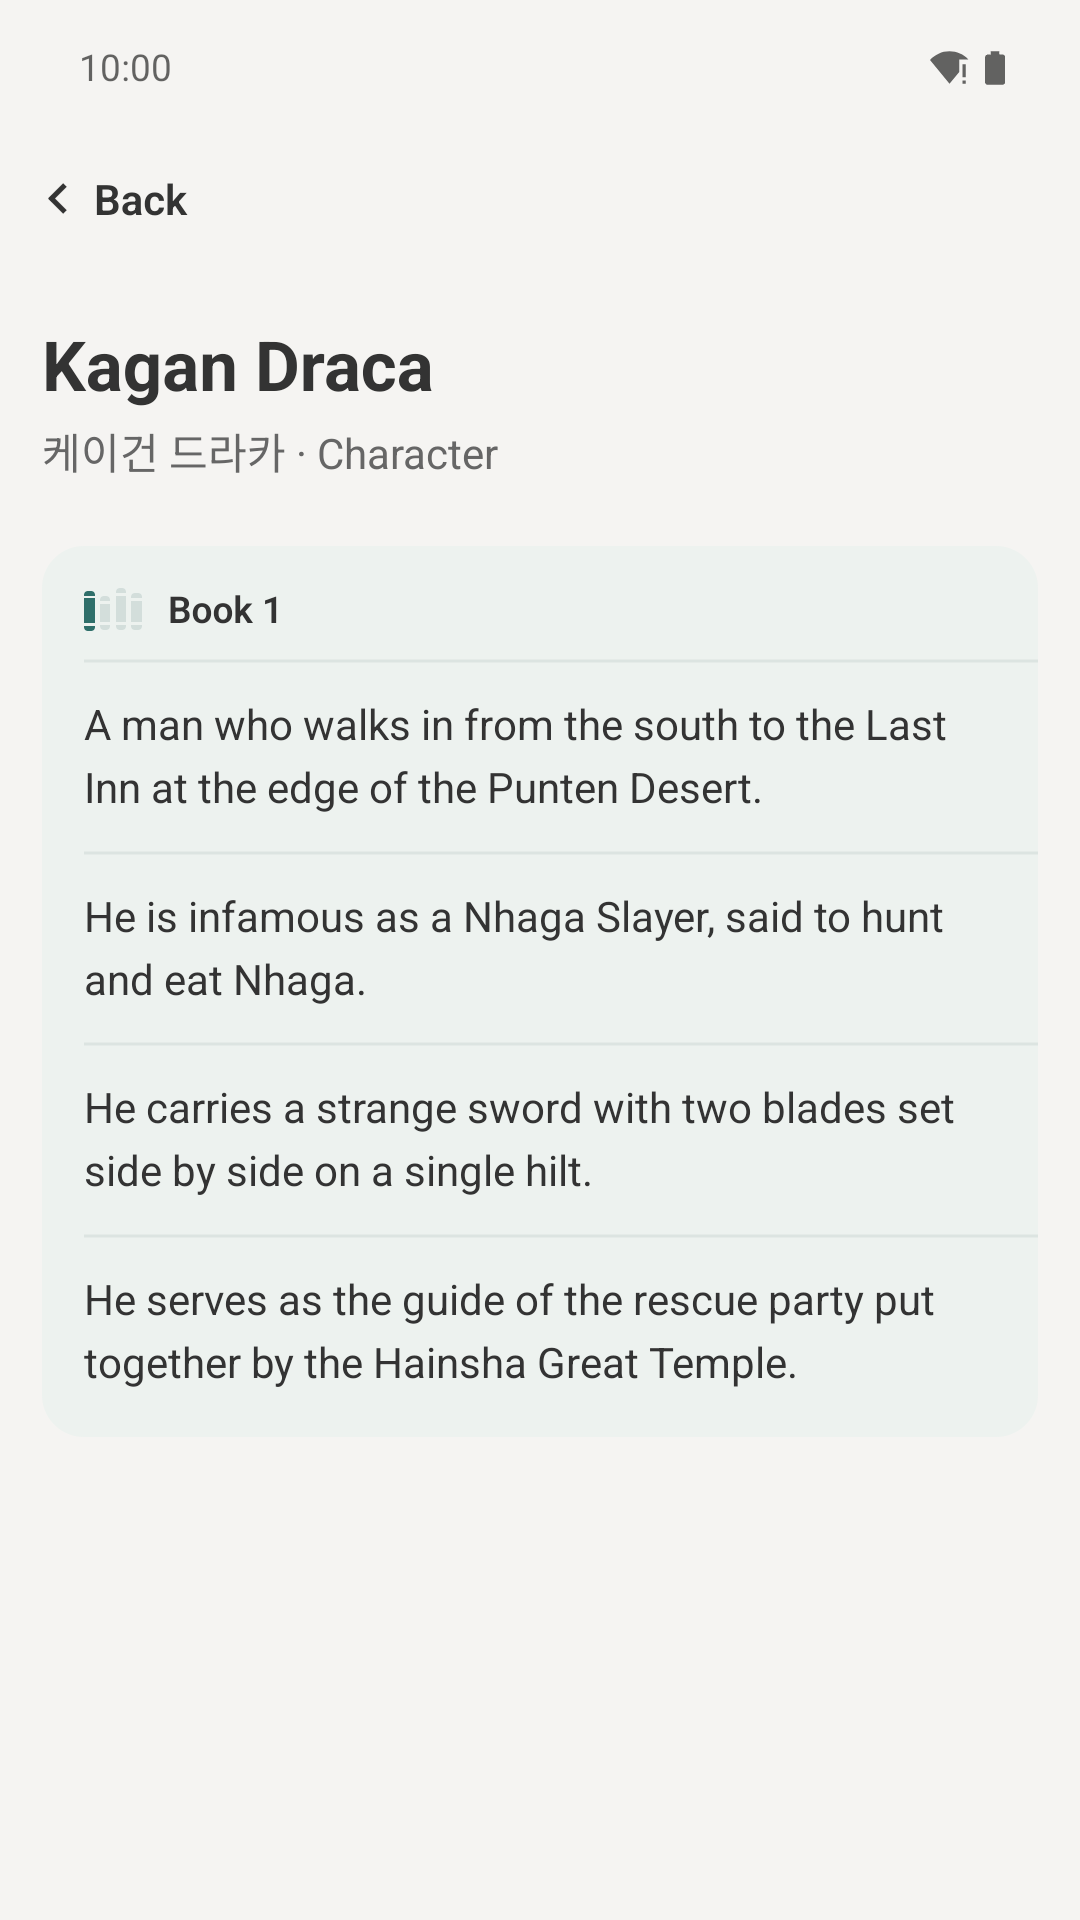 10:00
Back
Kagan Draca
케이건 드라카 · Character
Book 1
A man who walks in from the south to the Last
Inn at the edge of the Punten Desert.
He is infamous as a Nhaga Slayer, said to hunt
and eat Nhaga.
He carries a strange sword with two blades set
side by side on a single hilt.
He serves as the guide of the rescue party put
together by the Hainsha Great Temple.